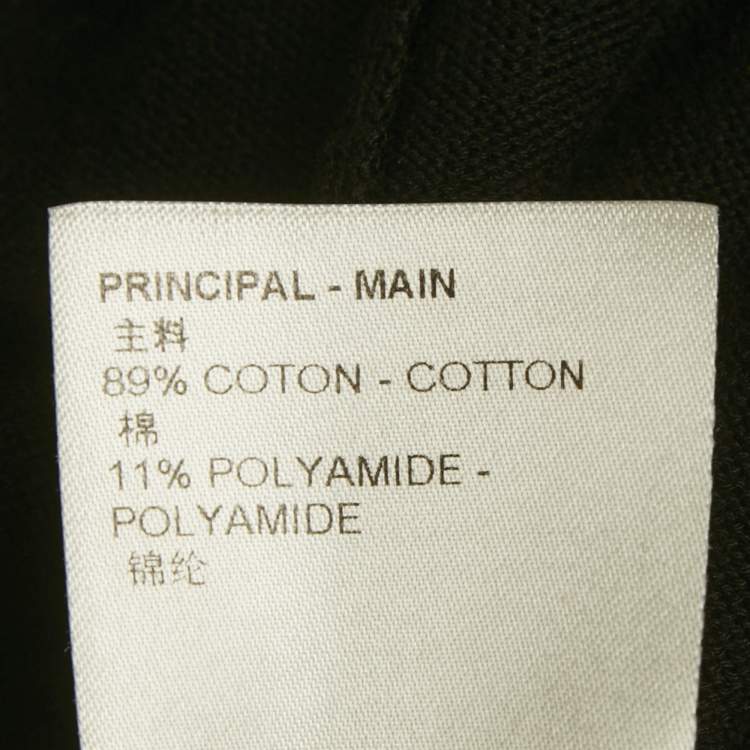 PRINCIPAL - MAIN
主料
89% COTON - COTTON
棉
11% POLYAMIDE -
POLYAMIDE
锦纶